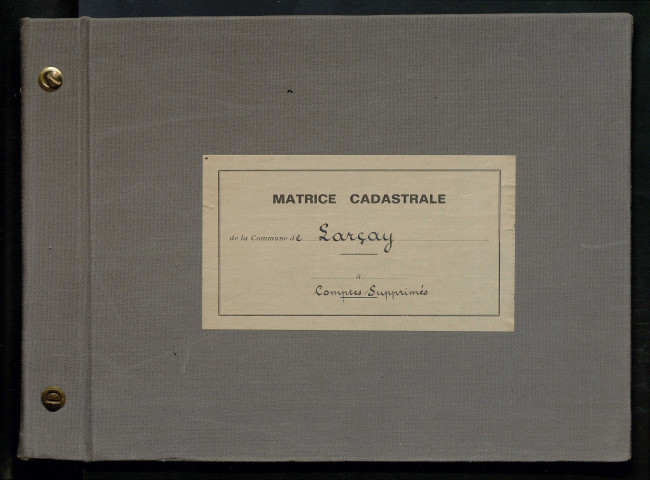 MATRICE CADASTRALE
de la Commune de Larçay
à
Comptes Supprimés